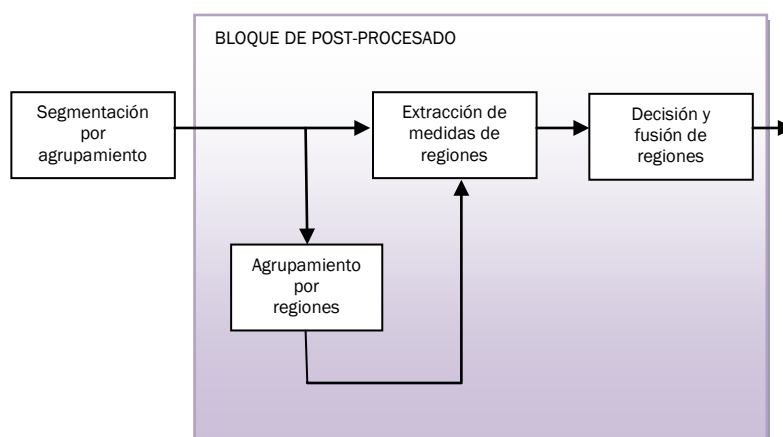 BLOQUE DE POST-PROCESADO
Segmentación
por
agrupamiento
Extracción de
medidas de
regiones
Decisión y
fusión de
regiones
Agrupamiento
por
regiones